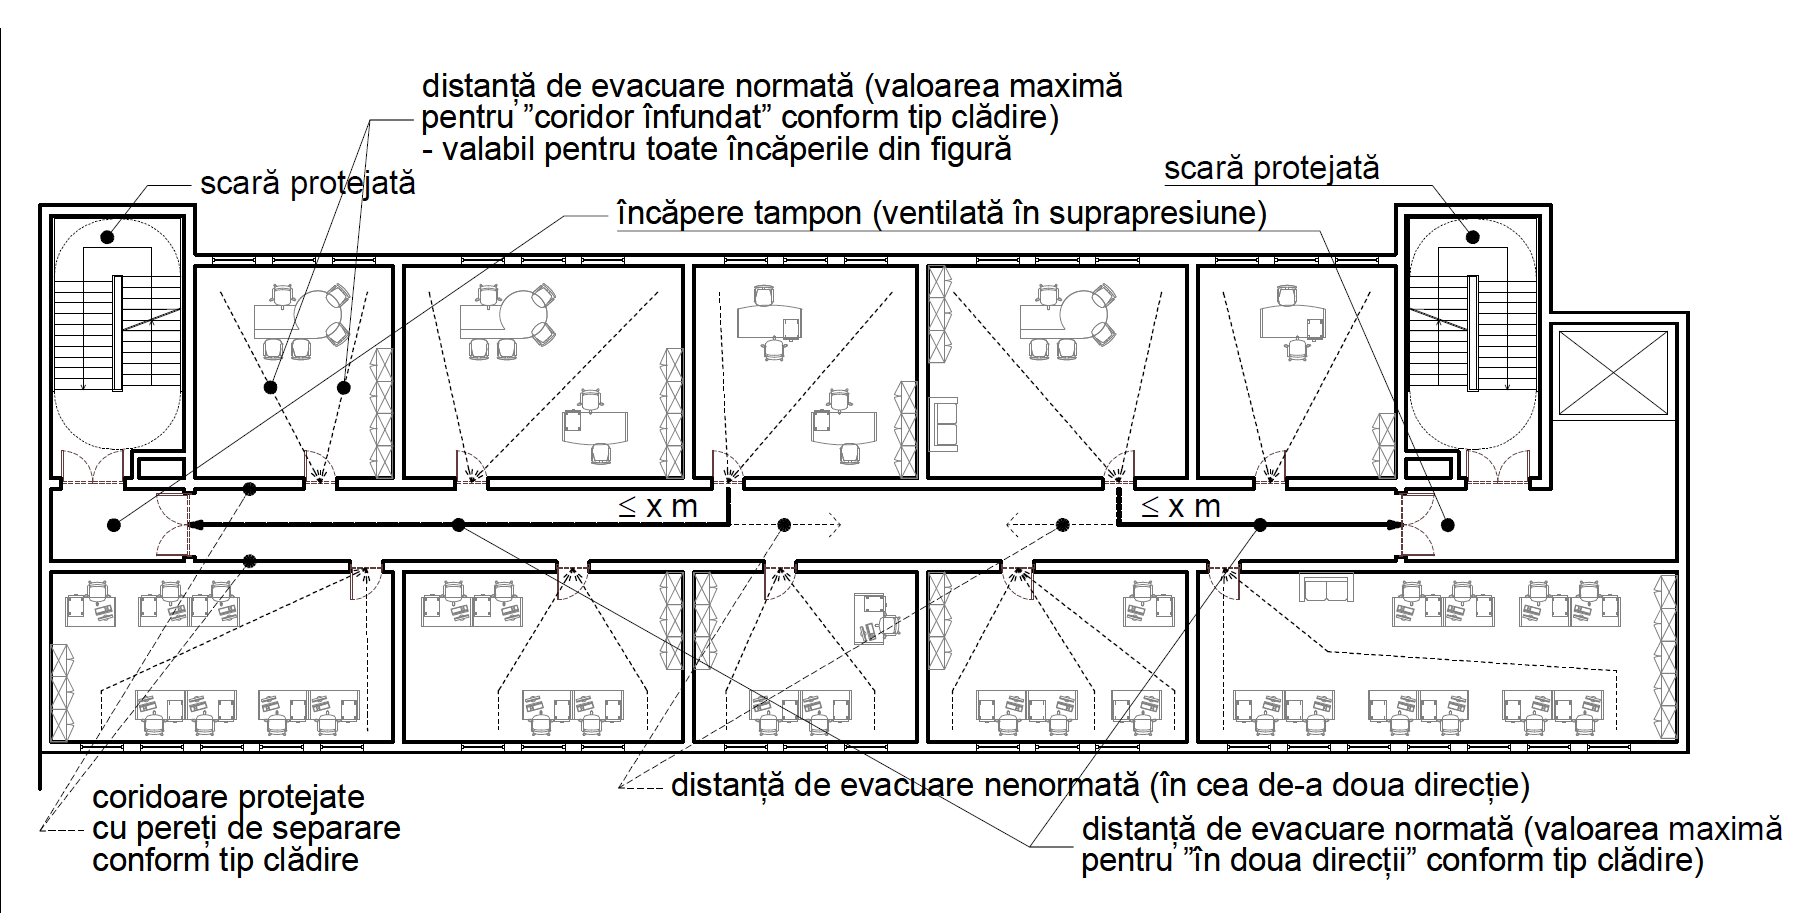 distanță de evacuare normată (valoarea maximă
pentru ”coridor înfundat” conform tip clădire)
- valabil pentru toate încăperile din figură
scară protejată
scară protejată
încăpere tampon (ventilată în suprapresiune)
≤ x m
≤ x m
distanță de evacuare nenormată (în cea de-a doua direcție)
coridoare protejate
cu pereți de separare
conform tip clădire
distanță de evacuare normată (valoarea maximă
pentru ”în doua direcții” conform tip clădire)